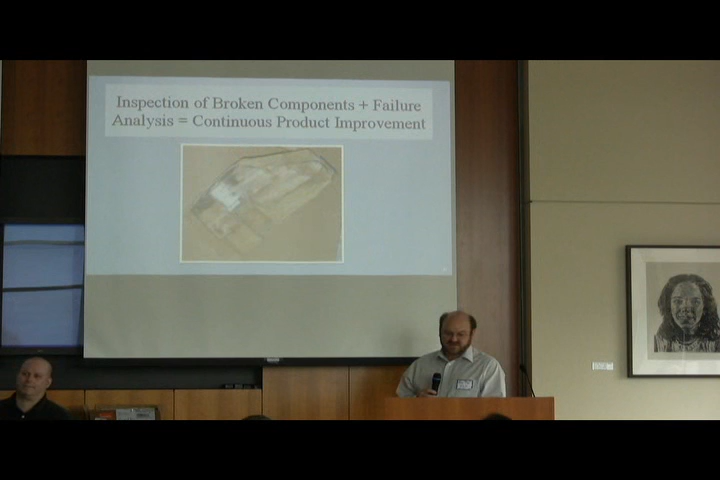 Inspection of Broken Components + Failure
Analysis = Continuous Product Improvement